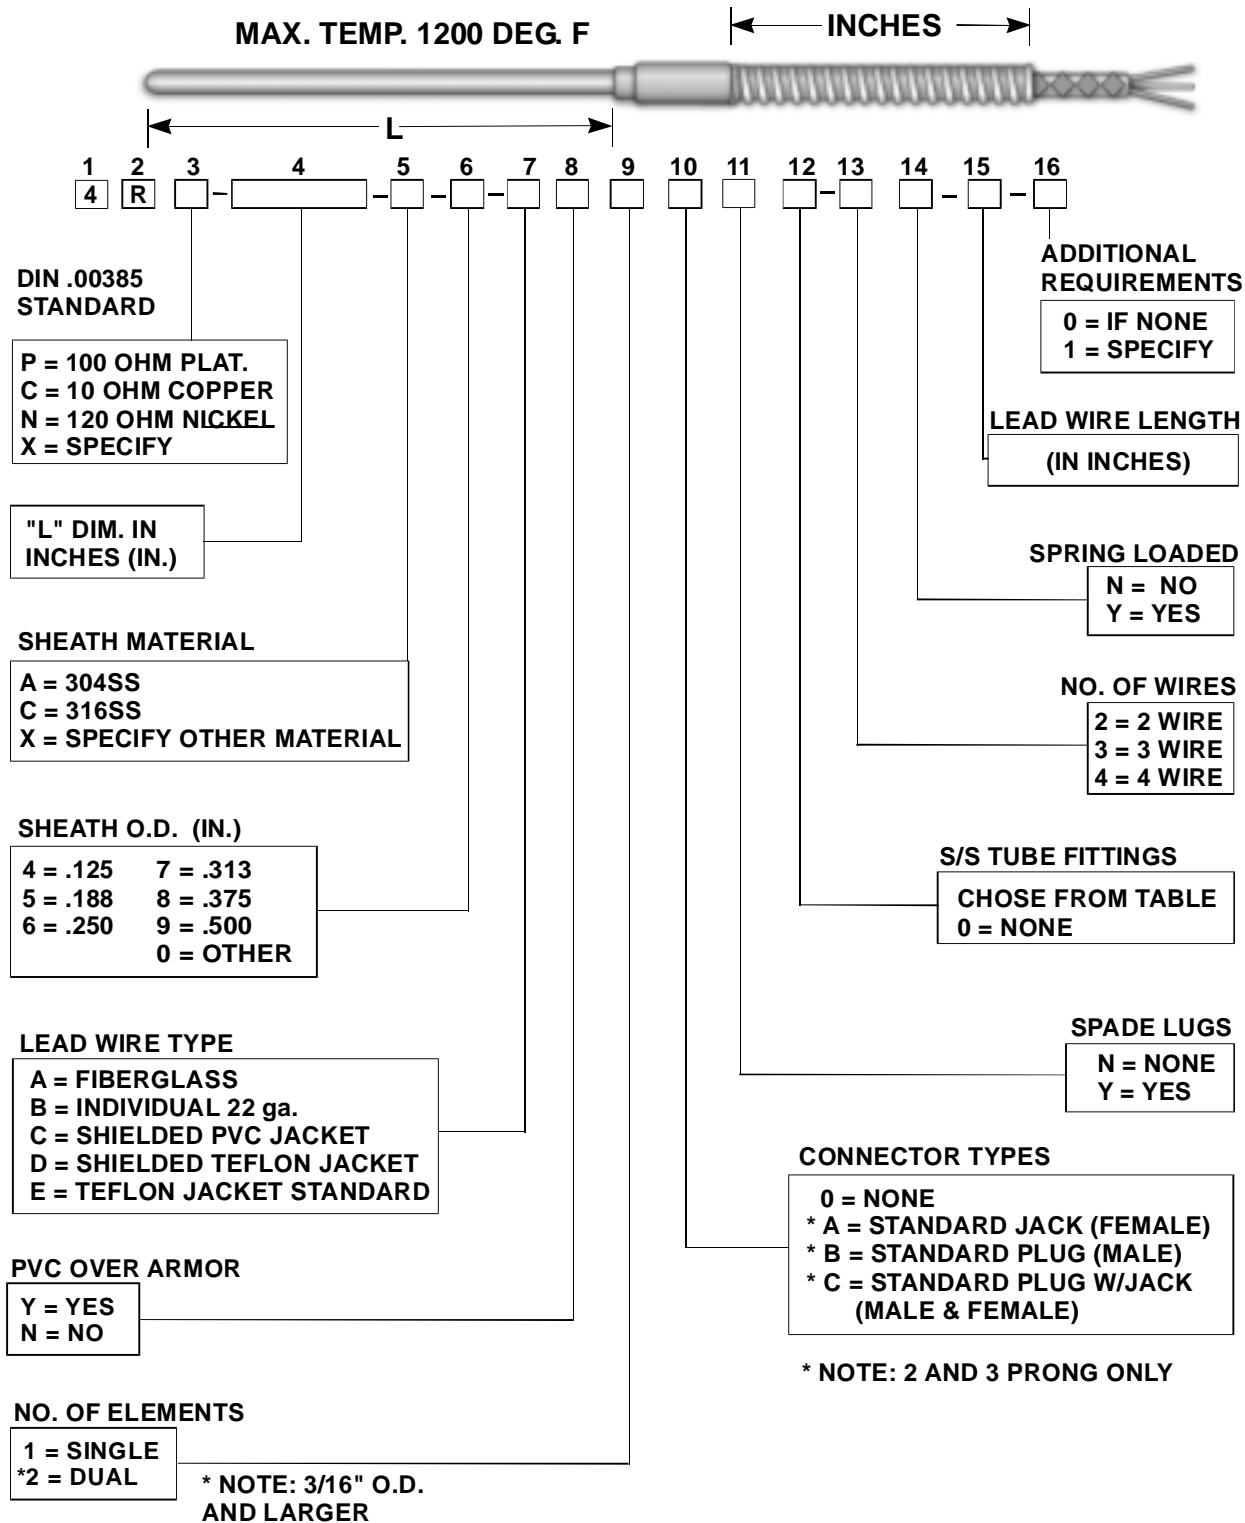 MAX. TEMP. 1200 DEG. F
INCHES
L
1 2 3 4 5 6 7 8 9 10 11 12 13 14 15 16
4 R - - - - - - -
ADDITIONAL
REQUIREMENTS
0 = IF NONE
1 = SPECIFY
DIN .00385
STANDARD
P = 100 OHM PLAT.
C = 10 OHM COPPER
N = 120 OHM NICKEL
X = SPECIFY
LEAD WIRE LENGTH
(IN INCHES)
"L" DIM. IN
INCHES (IN.)
SPRING LOADED
N = NO
Y = YES
SHEATH MATERIAL
A = 304SS
C = 316SS
X = SPECIFY OTHER MATERIAL
NO. OF WIRES
2 = 2 WIRE
3 = 3 WIRE
4 = 4 WIRE
SHEATH O.D. (IN.)
4 = .125 7 = .313
5 = .188 8 = .375
6 = .250 9 = .500
0 = OTHER
S/S TUBE FITTINGS
CHOSE FROM TABLE
0 = NONE
LEAD WIRE TYPE
A = FIBERGLASS
B = INDIVIDUAL 22 ga.
C = SHIELDED PVC JACKET
D = SHIELDED TEFLON JACKET
E = TEFLON JACKET STANDARD
SPADE LUGS
N = NONE
Y = YES
CONNECTOR TYPES
0 = NONE
* A = STANDARD JACK (FEMALE)
* B = STANDARD PLUG (MALE)
* C = STANDARD PLUG W/JACK
(MALE & FEMALE)
* NOTE: 2 AND 3 PRONG ONLY
PVC OVER ARMOR
Y = YES
N = NO
NO. OF ELEMENTS
1 = SINGLE
*2 = DUAL
* NOTE: 3/16" O.D.
AND LARGER